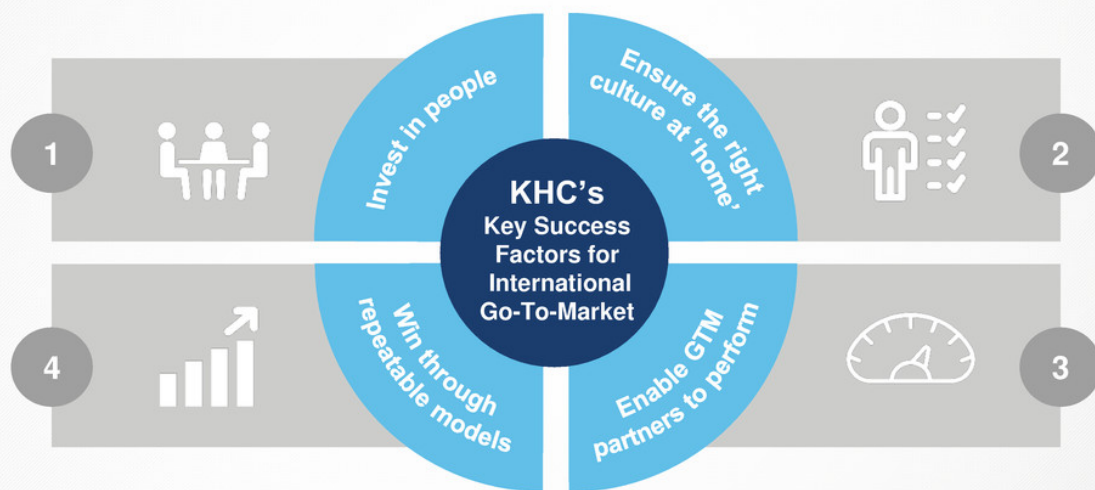 1
Invest in people
Ensure the right
culture at ‘home’
2
KHC’s
Key Success
Factors for
International
Go-To-Market
4
Win through
repeatable models
Enable GTM
partners to perform
3